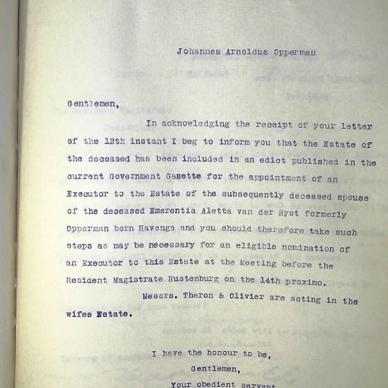 Johannes Arnoldus Opperman
Gentlemen,
In acknowledging the receipt of your letter
of the 12th instant I beg to inform you that the Estate of
the deceased has been included in an edict published in the
current Government Gazette for the appointment of an
Executor to the Estate of the subsequently deceased spouse
of the deceased Emerentia Aletta van der Ryst formerly
Opperman born Havenga and you should therefore take such
steps as may be necessary for an eligible nomination of
an Executor to this Estate at the Meeting before the
Resident Magistrate Rustenburg on the 14th proximo.
Messrs. Theron & Olivier are acting in the
wifes Estate.
I have the honour to be,
Gentlemen,
Your obedient servant